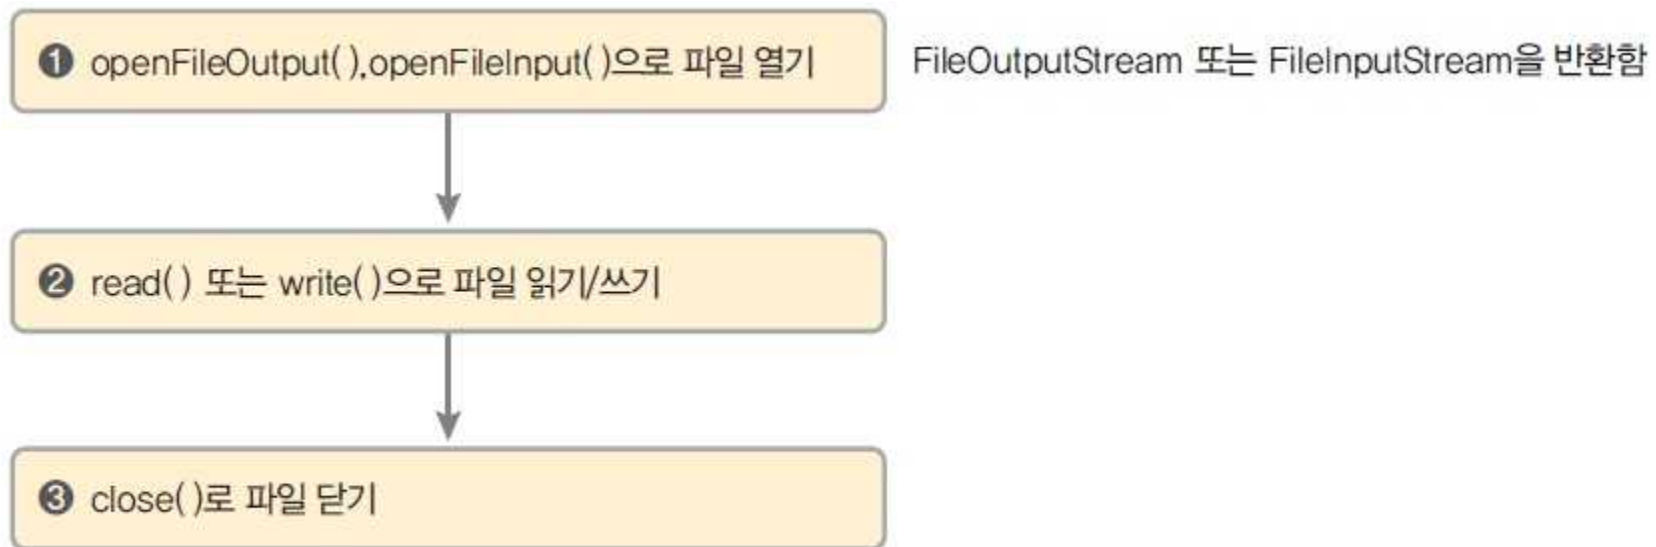 ❶ openFileOutput( ),openFileInput( )으로 파일 열기 FileOutputStream 또는 FileInputStream을 반환함
❷ read( ) 또는 write( )으로 파일 읽기/쓰기
❸ close( )로 파일 닫기